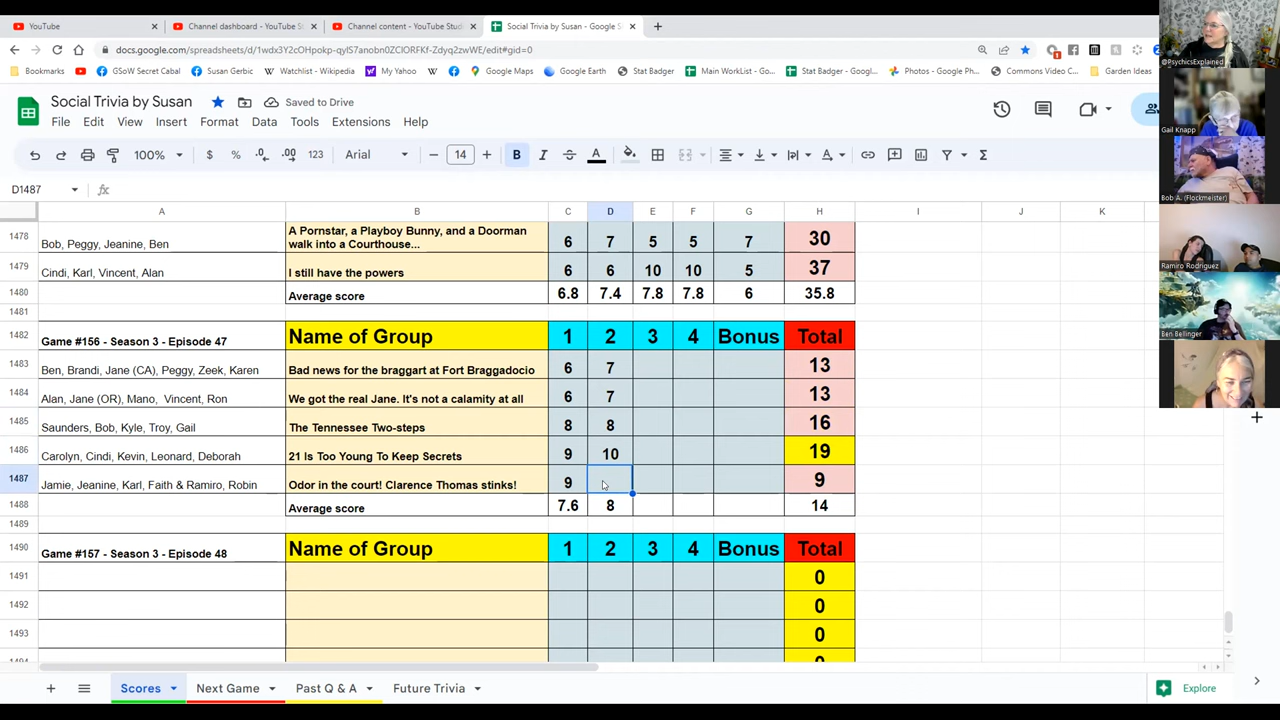 YouTube × Channel dashboard - YouTube S × Channel content - YouTube Studi × Social Trivia by Susan - Google S × +
docs.google.com/spreadsheets/d/1wdx3Y2cOHpokp-qyIS7anobn0ZCIORFKf-Zdyq2zwWE/edit#gid=0
Bookmarks GSoW Secret Cabal Susan Gerbic Watchlist - Wikipedia My Yahoo Google Maps Google Earth Stat Badger Main WorkList - Go... Stat Badger - Googl... Photos - Google Ph... Commons Video C... Garden Ideas
Social Trivia by Susan Saved to Drive
File Edit View Insert Format Data Tools Extensions Help
100% $ % .0 .00 123 Arial 14 B I A
D1487 fx
A B C D E F G H I J K
1478 Bob, Peggy, Jeanine, Ben A Pornstar, a Playboy Bunny, and a Doorman walk into a Courthouse... 6 7 5 5 7 30
1479 Cindi, Karl, Vincent, Alan I still have the powers 6 6 10 10 5 37
1480 Average score 6.8 7.4 7.8 7.8 6 35.8
1481
1482 Game #156 - Season 3 - Episode 47 Name of Group 1 2 3 4 Bonus Total
1483 Ben, Brandi, Jane (CA), Peggy, Zeek, Karen Bad news for the braggart at Fort Braggadocio 6 7 13
1484 Alan, Jane (OR), Mano, Vincent, Ron We got the real Jane. It's not a calamity at all 6 7 13
1485 Saunders, Bob, Kyle, Troy, Gail The Tennessee Two-steps 8 8 16
1486 Carolyn, Cindi, Kevin, Leonard, Deborah 21 Is Too Young To Keep Secrets 9 10 19
1487 Jamie, Jeanine, Karl, Faith & Ramiro, Robin Odor in the court! Clarence Thomas stinks! 9 9
1488 Average score 7.6 8 14
1489
1490 Game #157 - Season 3 - Episode 48 Name of Group 1 2 3 4 Bonus Total
1491 0
1492 0
1493 0
1494 0
+ Scores Next Game Past Q & A Future Trivia Explore
@PsychicsExplained
Gail Knapp
Bob A. (Flockmeister)
Ramiro Rodriguez
Ben Bellinger